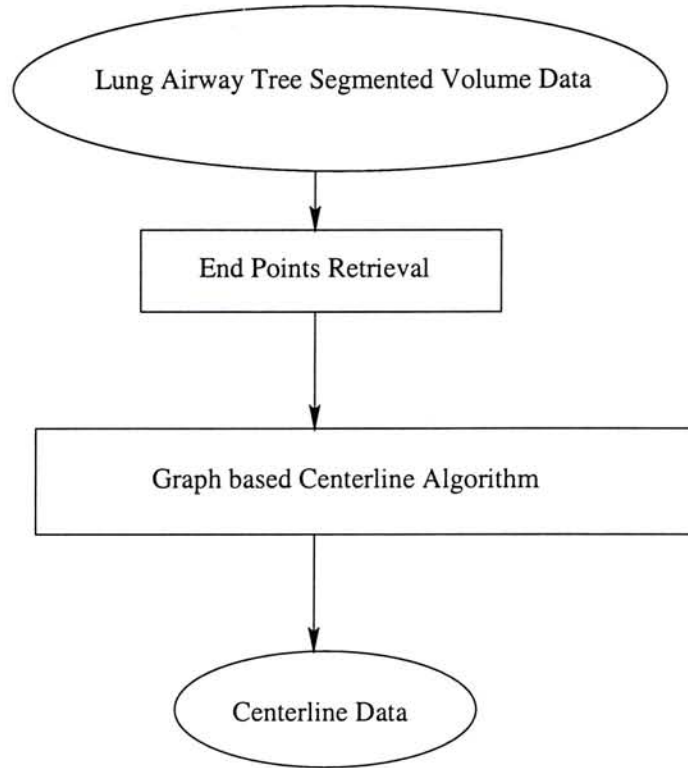 Lung Airway Tree Segmented Volume Data
End Points Retrieval
Graph based Centerline Algorithm
Centerline Data